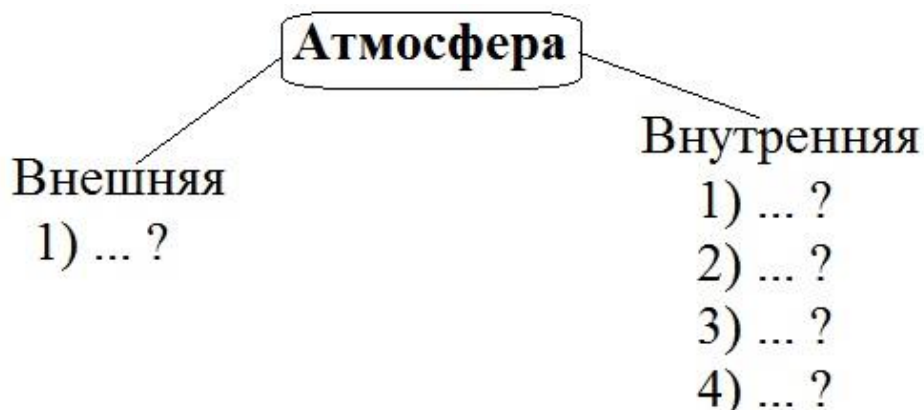 Атмосфера
Внешняя
1) ... ?
Внутренняя
1) ... ?
2) ... ?
3) ... ?
4) ... ?